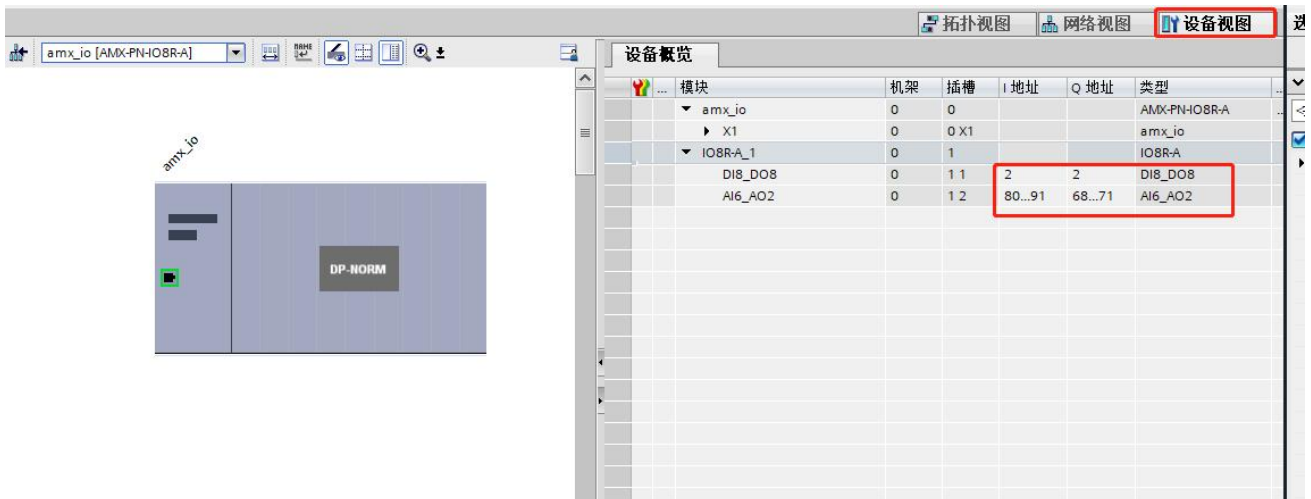 拓扑视图 网络视图 设备视图
amx_io [AMX-PN-IO8R-A] NAME 设备概览
... 模块 机架 插槽 I 地址 Q 地址 类型 ...
amx_io 0 0 AMX-PN-IO8R-A ...
X1 0 0 X1 amx_io
IO8R-A_1 0 1 IO8R-A
DI8_DO8 0 1 1 2 2 DI8_DO8
AI6_AO2 0 1 2 80...91 68...71 AI6_AO2
amx_io
DP-NORM